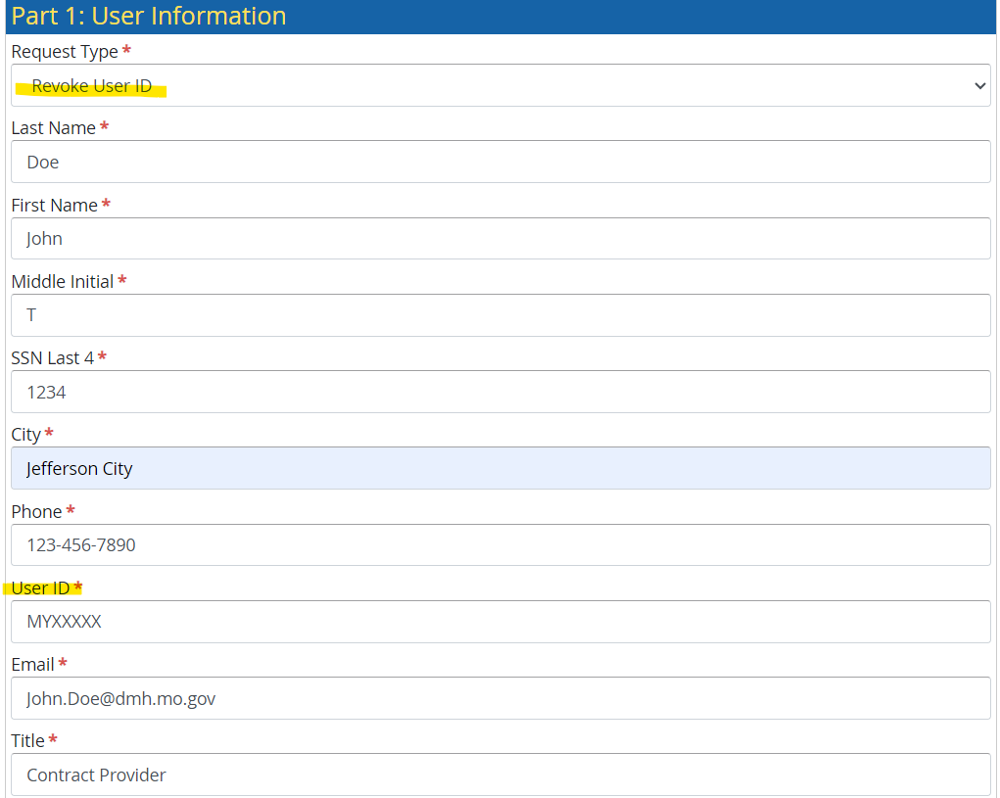 Part 1: User Information
Request Type *
Revoke User ID
Last Name *
Doe
First Name *
John
Middle Initial *
T
SSN Last 4 *
1234
City *
Jefferson City
Phone *
123-456-7890
User ID *
MYXXXXX
Email *
John.Doe@dmh.mo.gov
Title *
Contract Provider